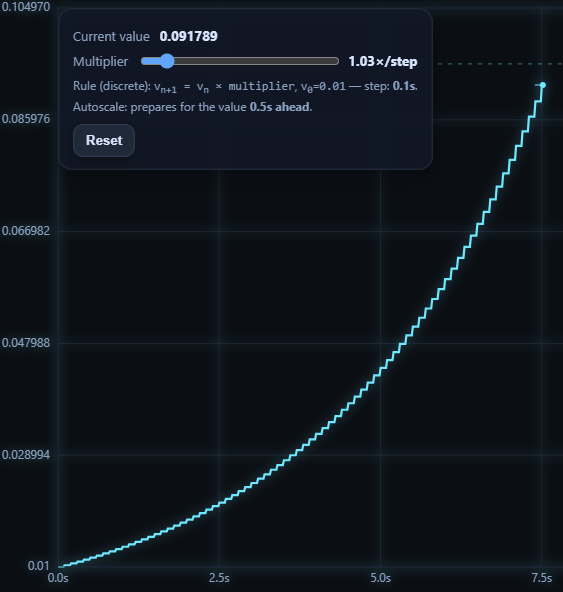 0.104970
Current value 0.091789
Multiplier 1.03×/step
Rule (discrete): vn+1 = vn × multiplier, v0=0.01 — step: 0.1s.
Autoscale: prepares for the value 0.5s ahead.
Reset
0.085976
0.066982
0.047988
0.028994
0.01
0.0s 2.5s 5.0s 7.5s